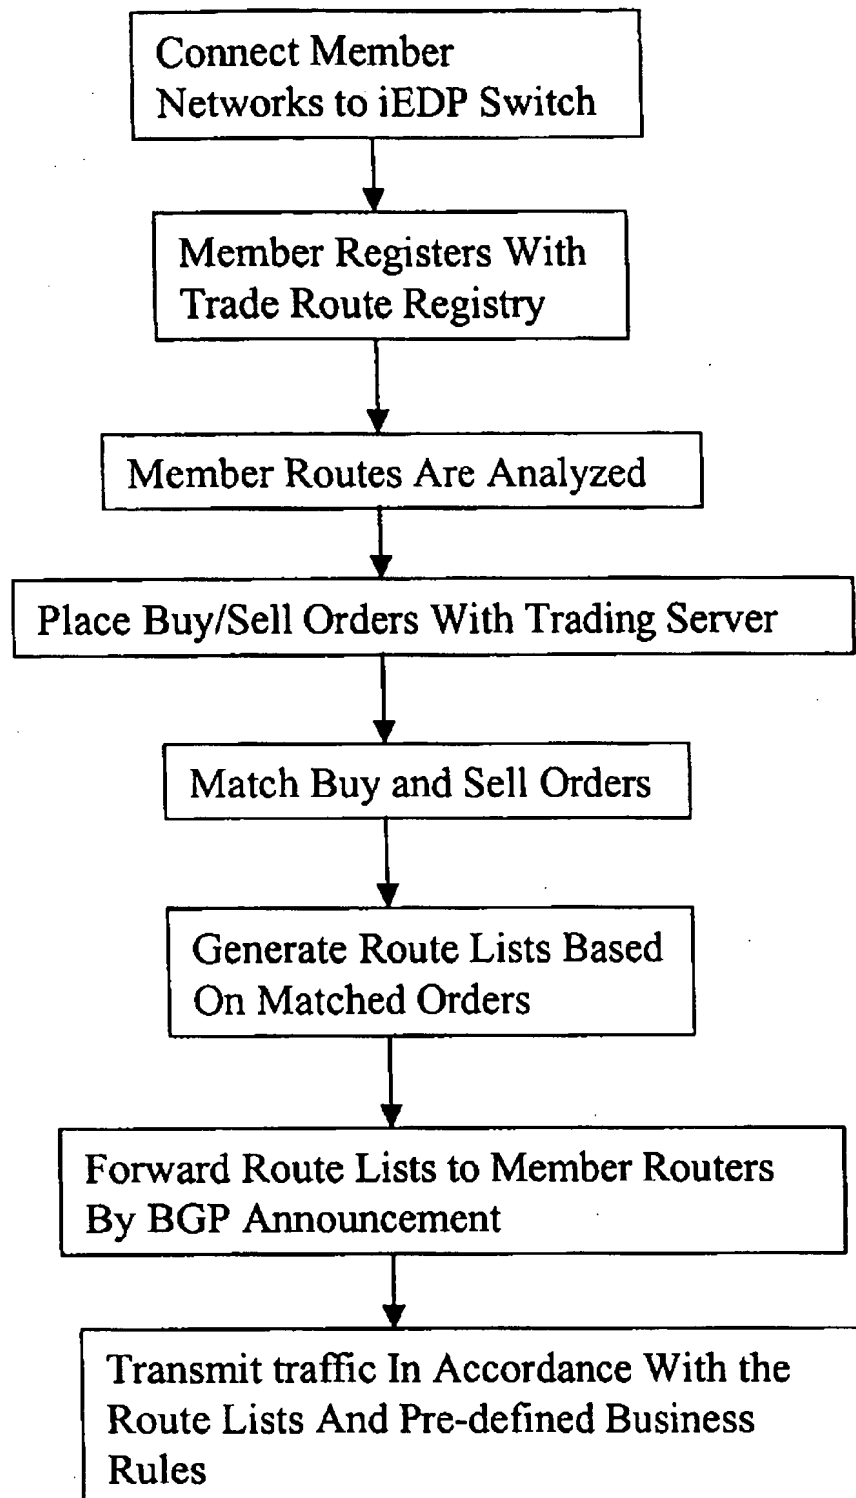 Connect Member
Networks to iEDP Switch
Member Registers With
Trade Route Registry
Member Routes Are Analyzed
Place Buy/Sell Orders With Trading Server
Match Buy and Sell Orders
Generate Route Lists Based
On Matched Orders
Forward Route Lists to Member Routers
By BGP Announcement
Transmit traffic In Accordance With the
Route Lists And Pre-defined Business
Rules